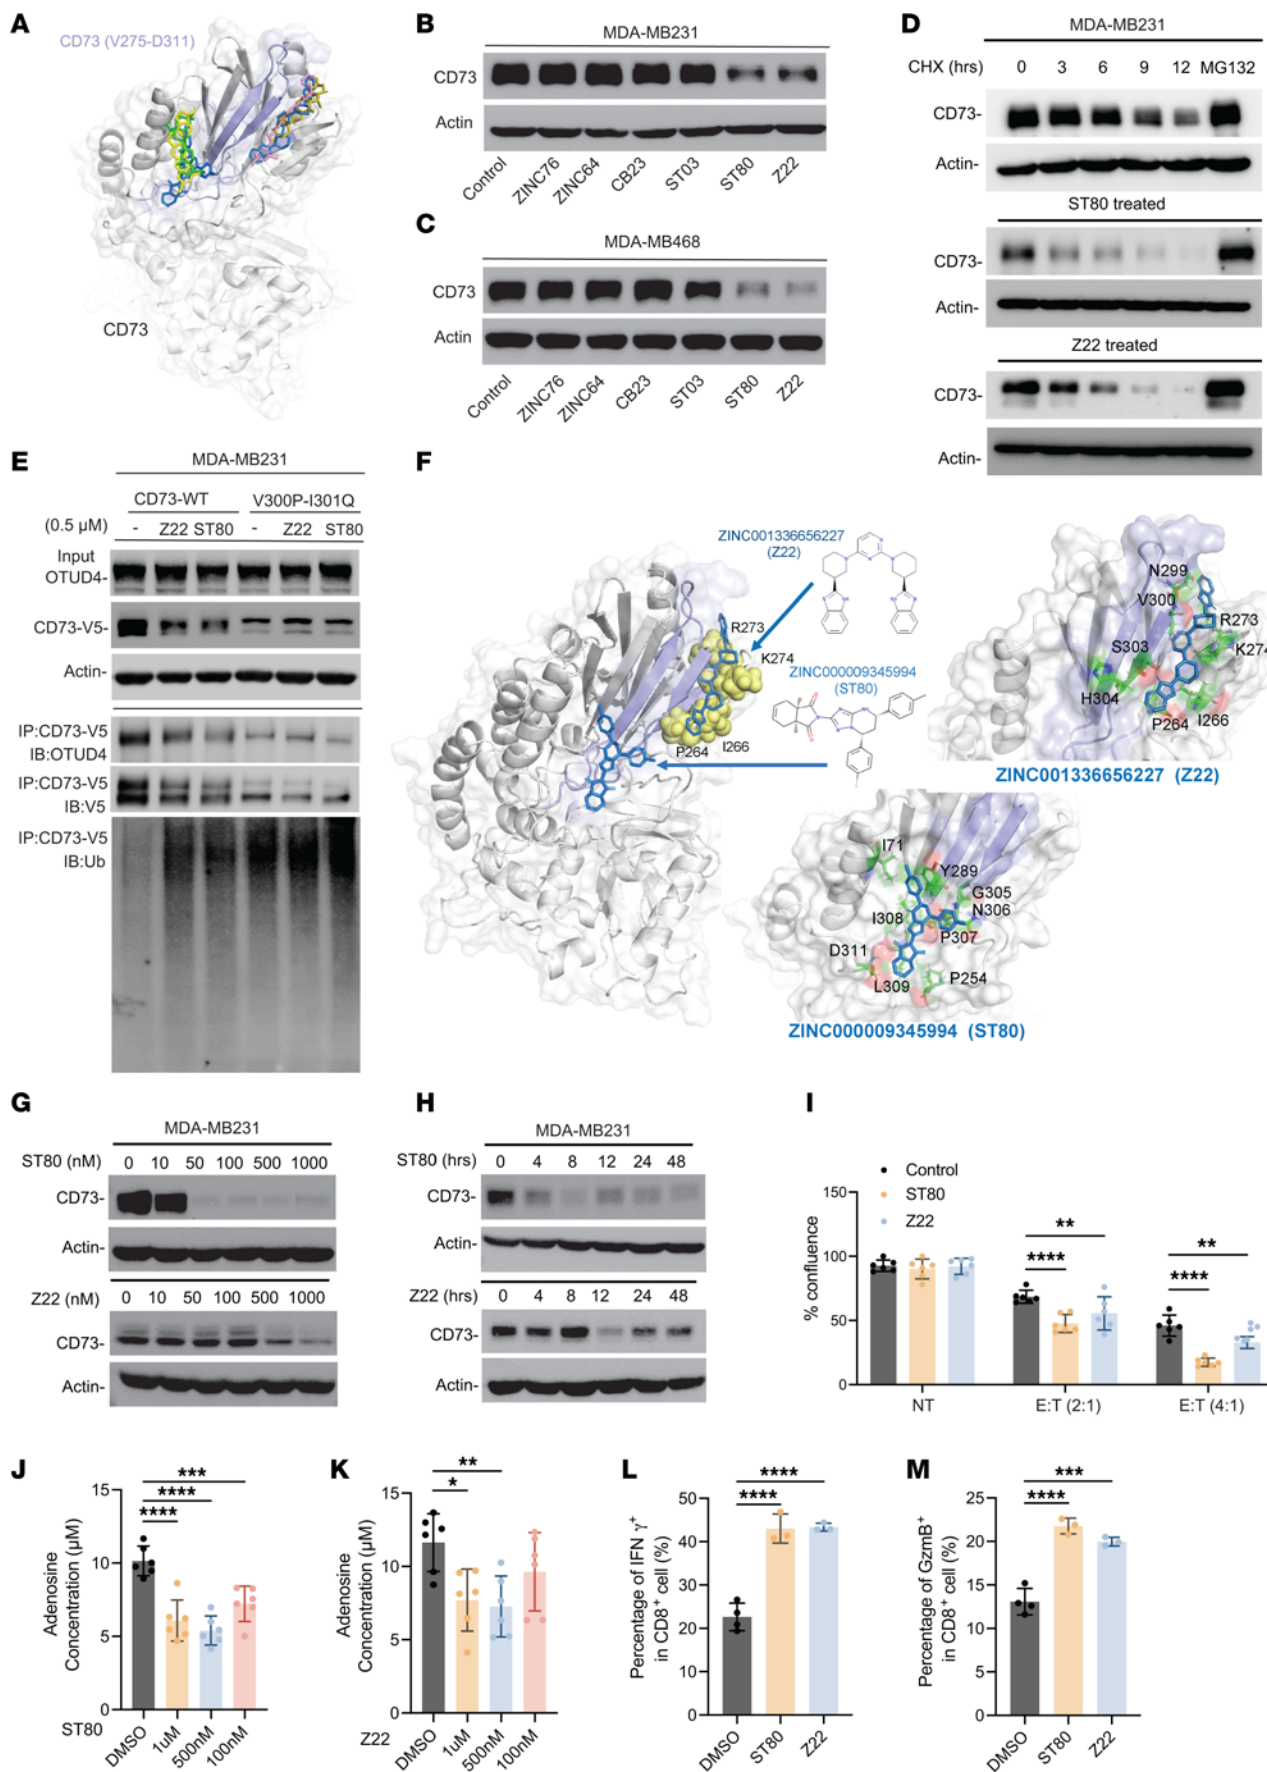 A
CD73 (V275-D311)
CD73
B
MDA-MB231
CD73
Actin
Control
ZINC76
ZINC64
CB23
ST03
ST80
Z22
C
MDA-MB468
CD73
Actin
Control
ZINC76
ZINC64
CB23
ST03
ST80
Z22
D
MDA-MB231
CHX (hrs) 0 3 6 9 12 MG132
CD73-
Actin-
ST80 treated
CD73-
Actin-
Z22 treated
CD73-
Actin-
E
MDA-MB231
CD73-WT V300P-I301Q
(0.5 µM) - Z22 ST80 - Z22 ST80
Input
OTUD4-
CD73-V5-
Actin-
IP:CD73-V5
IB:OTUD4
IP:CD73-V5
IB:V5
IP:CD73-V5
IB:Ub
F
ZINC001336656227
(Z22)
R273
K274
ZINC000009345994
(ST80)
P264
I266
N299
V300
R273
K274
S303
H304
P264
I266
ZINC001336656227 (Z22)
I71
Y289
G305
N306
I308
P307
D311
L309
P254
ZINC000009345994 (ST80)
G
MDA-MB231
ST80 (nM) 0 10 50 100 500 1000
CD73-
Actin-
Z22 (nM) 0 10 50 100 500 1000
CD73-
Actin-
H
MDA-MB231
ST80 (hrs) 0 4 8 12 24 48
CD73-
Actin-
Z22 (hrs) 0 4 8 12 24 48
CD73-
Actin-
I
Control
ST80
Z22
% confluence
150
100
50
0
** ****
** ****
NT E:T (2:1) E:T (4:1)
J
Adenosine
Concentration (µM)
15
10
5
0
***
****
****
ST80
DMSO
1uM
500nM
100nM
K
Adenosine
Concentration (µM)
15
10
5
0
**
*
Z22
DMSO
1uM
500nM
100nM
L
Percentage of IFN γ+
in CD8+ cell (%)
50
40
30
20
10
0
****
****
DMSO
ST80
Z22
M
Percentage of GzmB+
in CD8+ cell (%)
25
20
15
10
5
0
***
****
DMSO
ST80
Z22